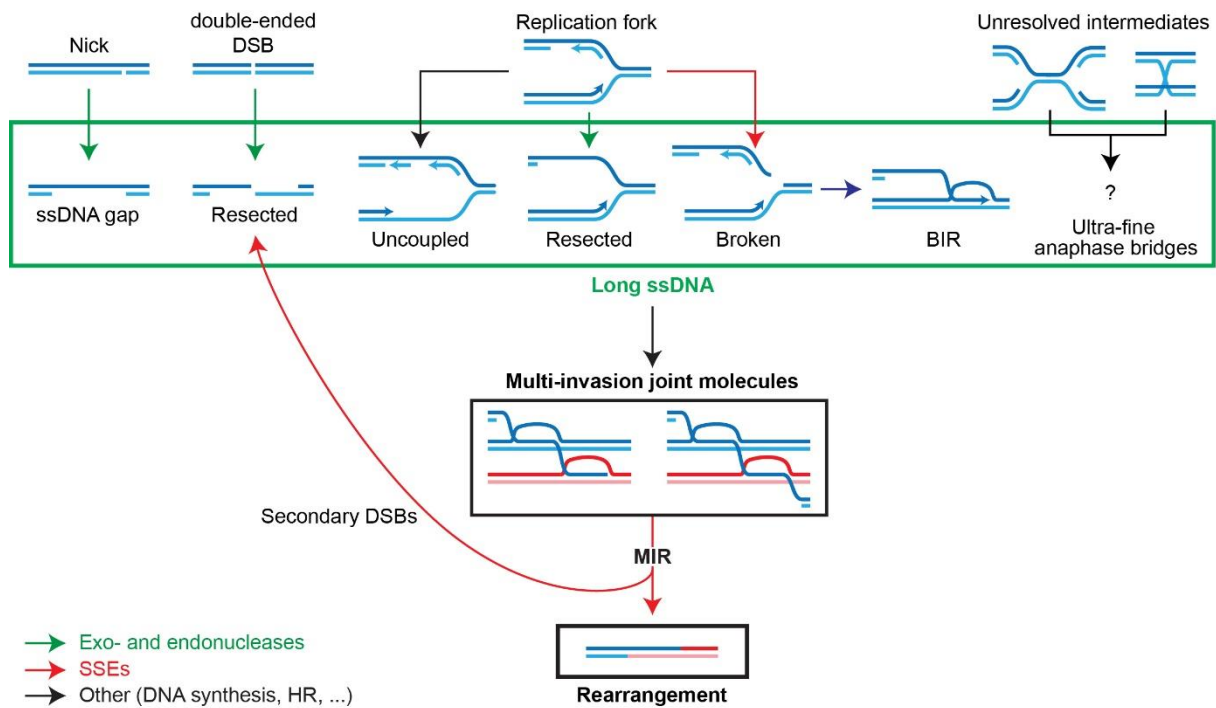 Nick
double-ended
DSB
Replication fork
Unresolved intermediates
ssDNA gap
Resected
Uncoupled
Resected
Broken
BIR
?
Ultra-fine
anaphase bridges
Long ssDNA
Multi-invasion joint molecules
Secondary DSBs
MIR
Rearrangement
Exo- and endonucleases
SSEs
Other (DNA synthesis, HR, ...)